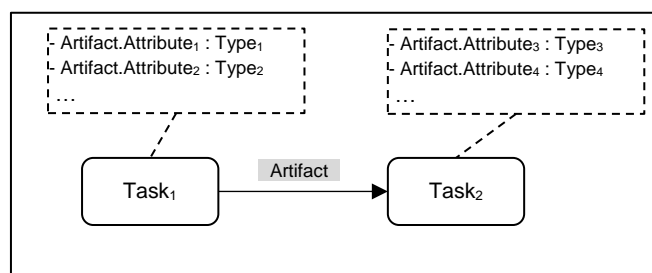 - Artifact.Attribute₁ : Type₁
- Artifact.Attribute₂ : Type₂
…
- Artifact.Attribute₃ : Type₃
- Artifact.Attribute₄ : Type₄
…
Task₁
Artifact
Task₂